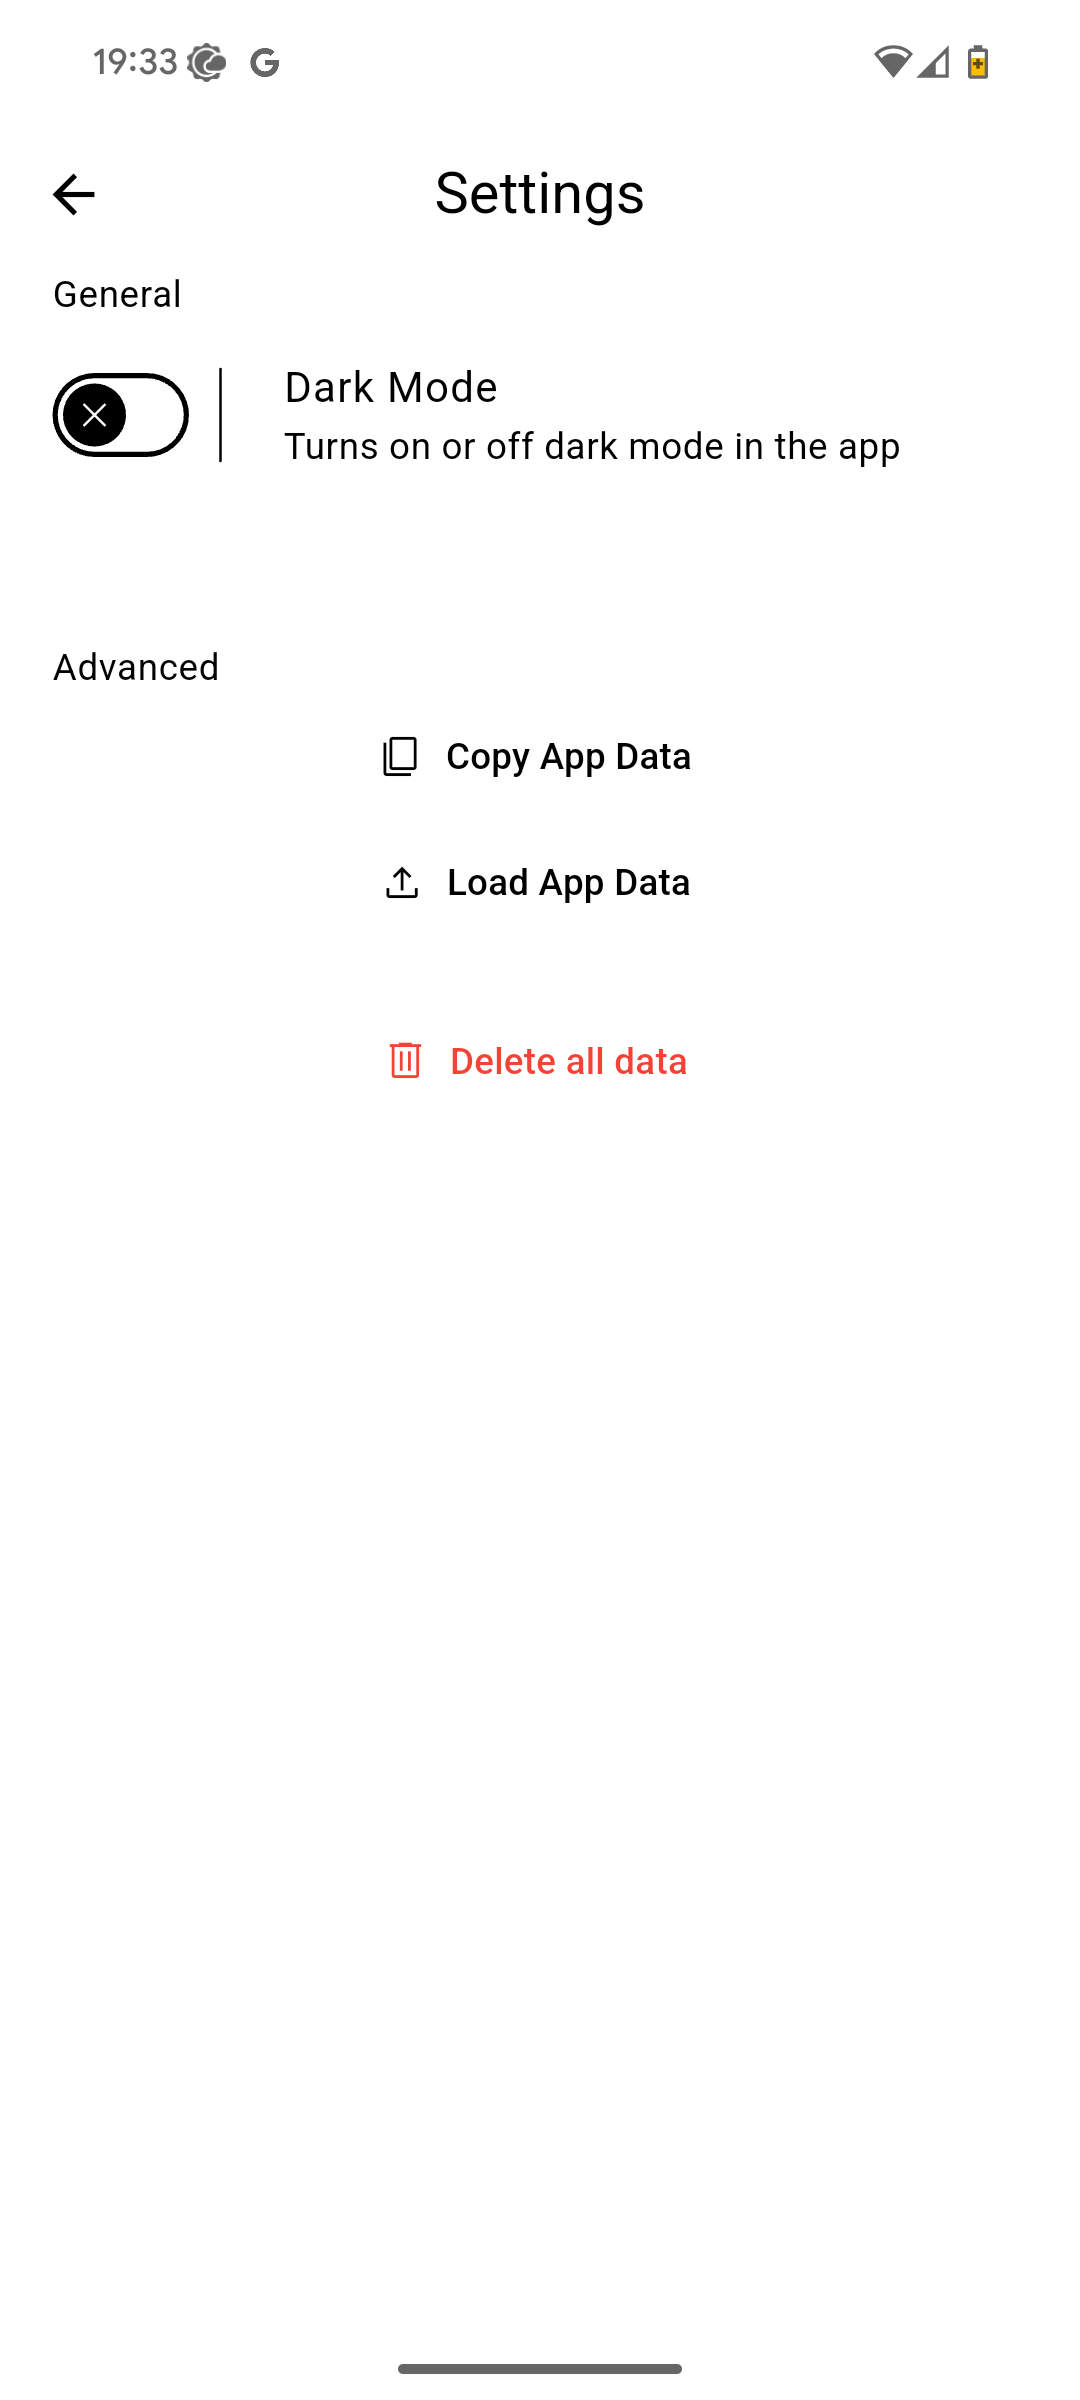 19:33
Settings
General
Dark Mode
Turns on or off dark mode in the app
Advanced
Copy App Data
Load App Data
Delete all data